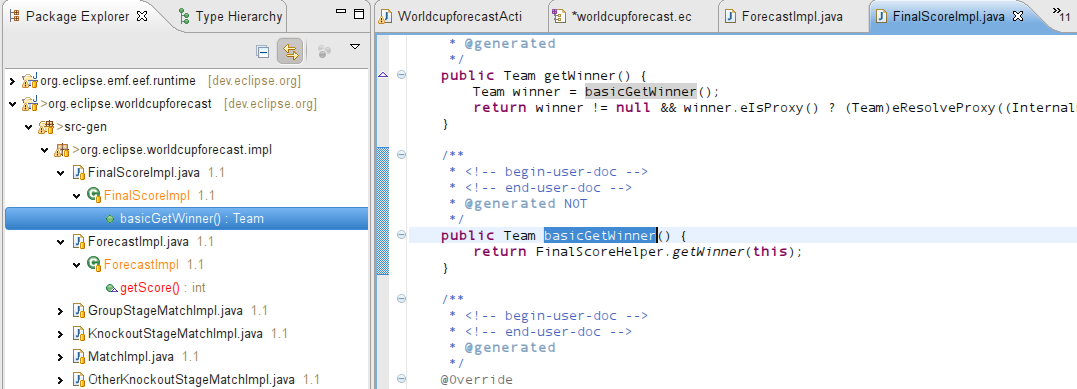 Package Explorer
Type Hierarchy
org.eclipse.emf.eef.runtime [dev.eclipse.org]
>org.eclipse.worldcupforecast [dev.eclipse.org]
>src-gen
>org.eclipse.worldcupforecast.impl
FinalScoreImpl.java 1.1
FinalScoreImpl 1.1
basicGetWinner() : Team
ForecastImpl.java 1.1
ForecastImpl 1.1
getScore() : int
GroupStageMatchImpl.java 1.1
KnockoutStageMatchImpl.java 1.1
MatchImpl.java 1.1
OtherKnockoutStageMatchImpl.java 1.1
WorldcupforecastActi
*worldcupforecast.ec
ForecastImpl.java
FinalScoreImpl.java
»11
* @generated
*/
public Team getWinner() {
Team winner = basicGetWinner();
return winner != null && winner.eIsProxy() ? (Team)eResolveProxy((Internal
}
/**
* <!-- begin-user-doc -->
* <!-- end-user-doc -->
* @generated NOT
*/
public Team basicGetWinner() {
return FinalScoreHelper.getWinner(this);
}
/**
* <!-- begin-user-doc -->
* <!-- end-user-doc -->
* @generated
*/
@Override